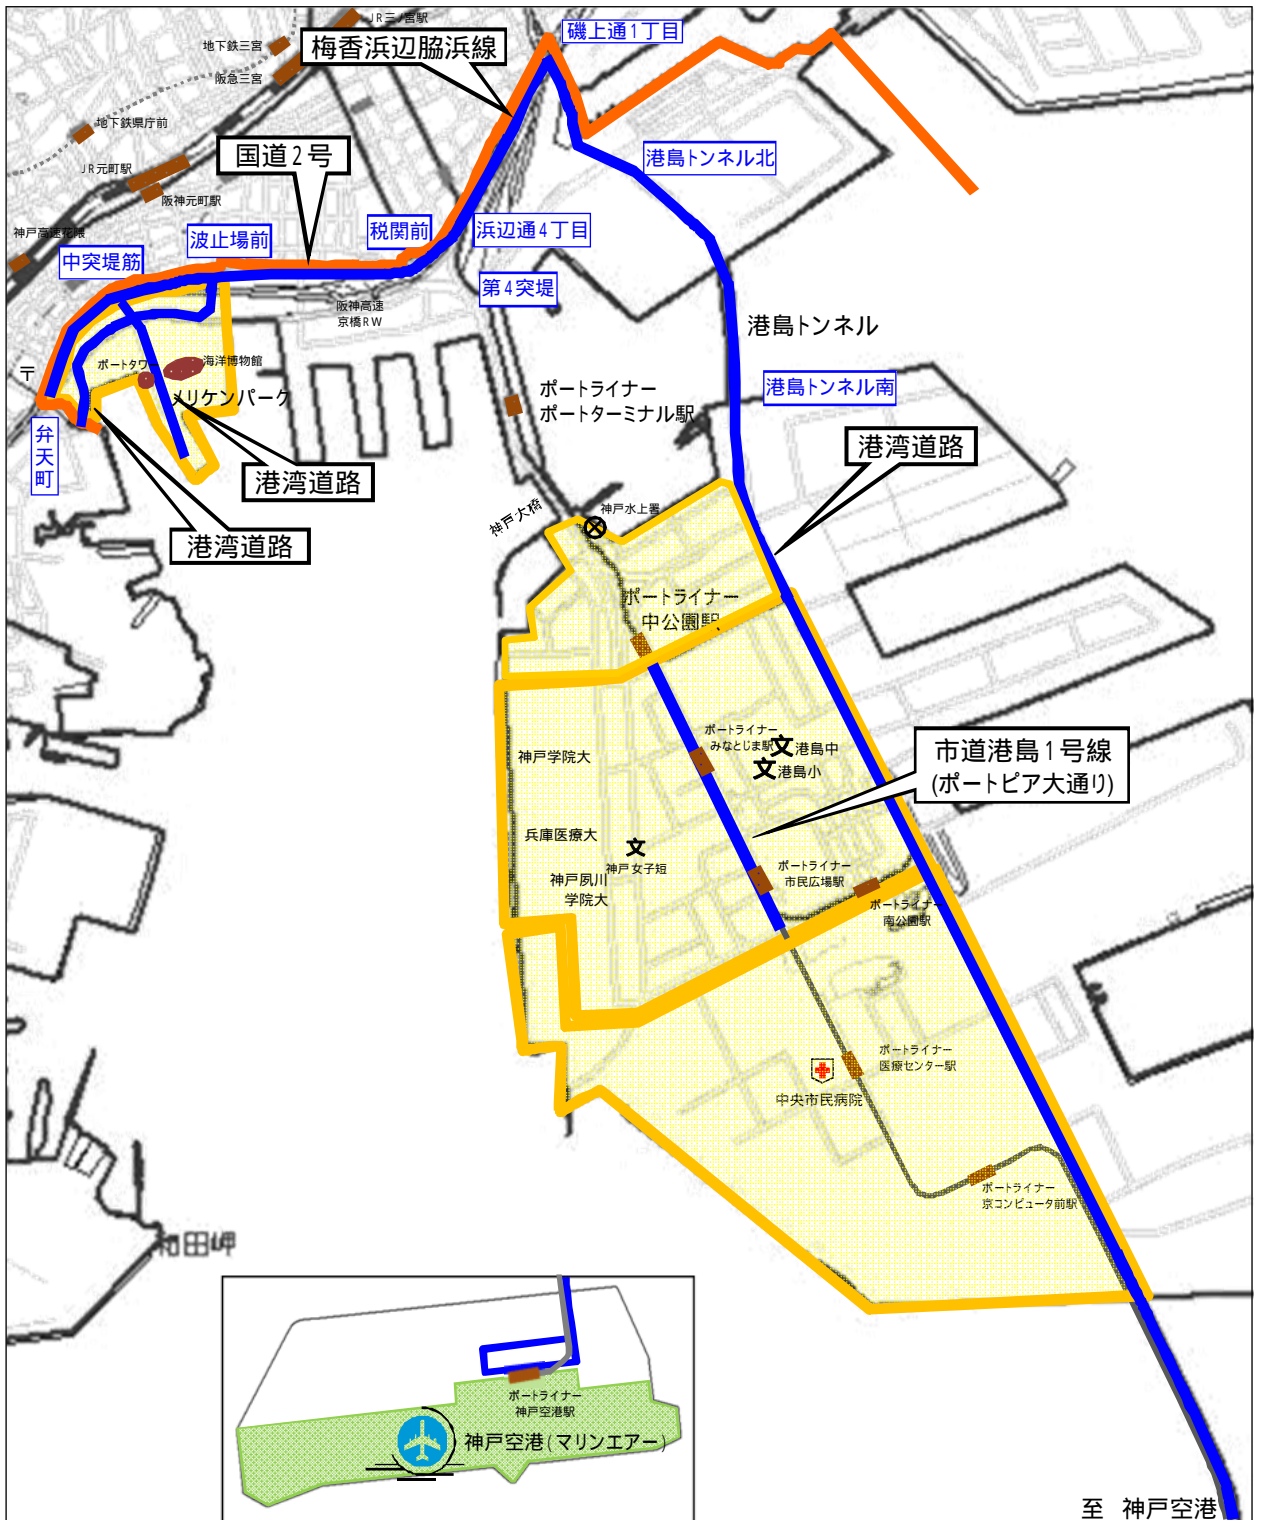 JR三ノ宮駅
地下鉄三宮
阪急三宮
梅香浜辺脇浜線
磯上通1丁目
地下鉄県庁前
国道2号
JR元町駅
阪神元町駅
港島トンネル北
神戸高速花隈
中突堤筋
波止場前
税関前
浜辺通4丁目
第4突堤
阪神高速
京橋RW
港島トンネル
〒
ポートタワー
海洋博物館
メリケンパーク
ポートライナー
ポートターミナル駅
港島トンネル南
弁天町
港湾道路
港湾道路
港湾道路
神戸大橋
神戸水上署
ポートライナー
中公園駅
ポートライナー
みなとじま駅
文港島中
文港島小
市道港島1号線
(ポートピア大通り)
神戸学院大
兵庫医療大
文
神戸女子短
神戸夙川
学院大
ポートライナー
市民広場駅
ポートライナー
南公園駅
ポートライナー
医療センター駅
中央市民病院
ポートライナー
京コンピュータ前駅
和田岬
ポートライナー
神戸空港駅
神戸空港(マリンエアー)
至 神戸空港